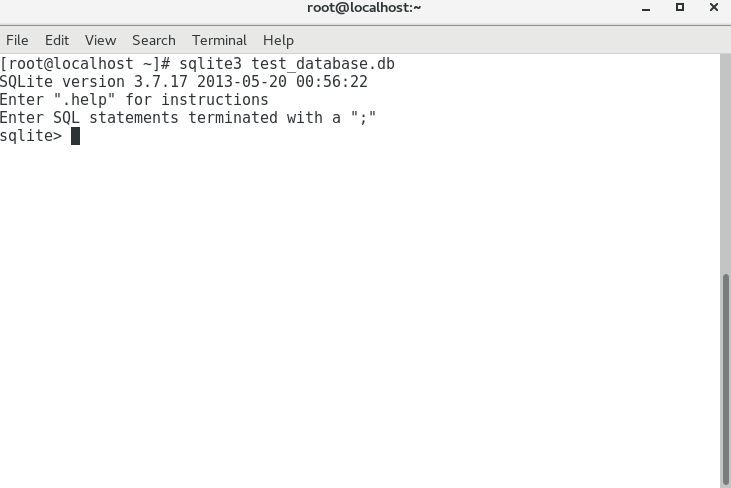 root@localhost:~
File Edit View Search Terminal Help
[root@localhost ~]# sqlite3 test_database.db
SQLite version 3.7.17 2013-05-20 00:56:22
Enter ".help" for instructions
Enter SQL statements terminated with a ";"
sqlite>